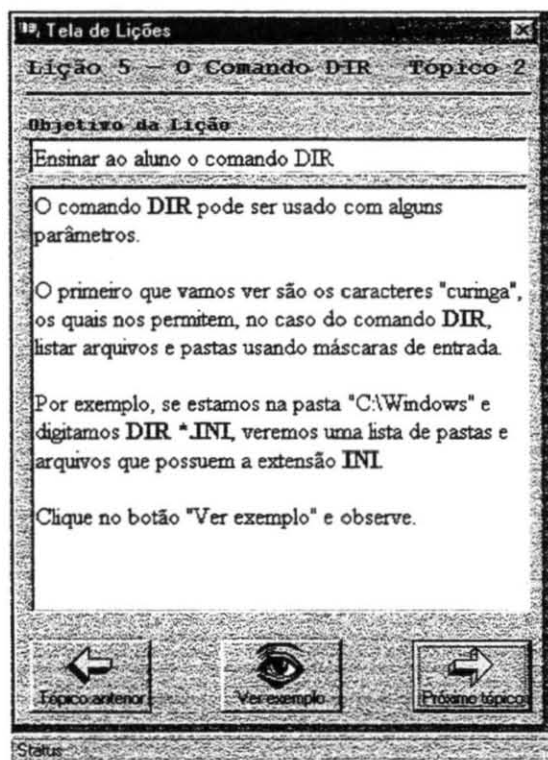 Tela de Lições
Lição 5 – O Comando DIR Tópico 2
Objetivo da Lição
Ensinar ao aluno o comando DIR
O comando DIR pode ser usado com alguns
parâmetros.
O primeiro que vamos ver são os caracteres "curinga",
os quais nos permitem, no caso do comando DIR,
listar arquivos e pastas usando máscaras de entrada.
Por exemplo, se estamos na pasta "C:\Windows" e
digitamos DIR *.INI, veremos uma lista de pastas e
arquivos que possuem a extensão INI.
Clique no botão "Ver exemplo" e observe.
Tópico anterior
Ver exemplo
Próximo tópico
Status